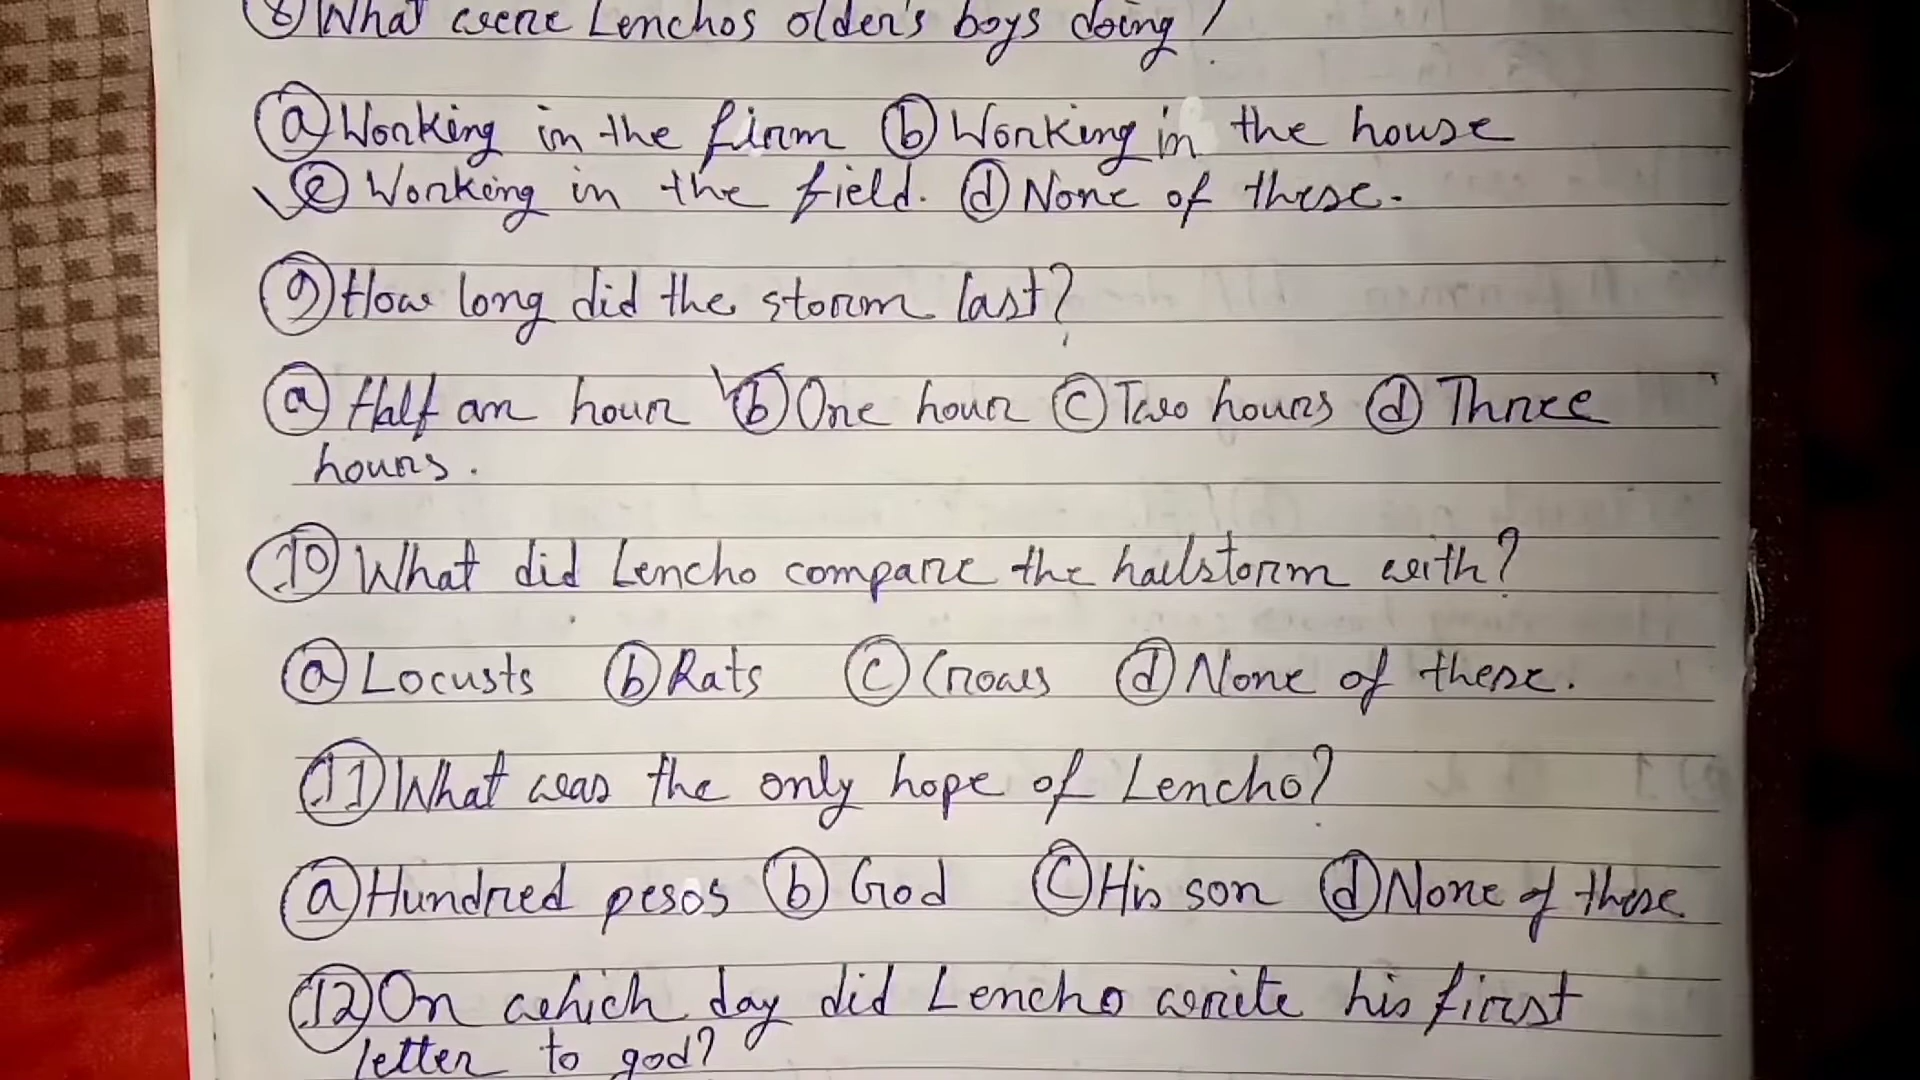 8 What were Lenchos older's boys doing?
a Working in the firm b Working in the house
c Working in the field. d None of these.
9 How long did the storm last?
a Half an hour b One hour c Two hours d Three
hours.
10 What did Lencho compare the hailstorm with?
a Locusts b Rats c Crows d None of these.
11 What was the only hope of Lencho?
a Hundred pesos b God c His son d None of these
12 On which day did Lencho write his first
letter to god?